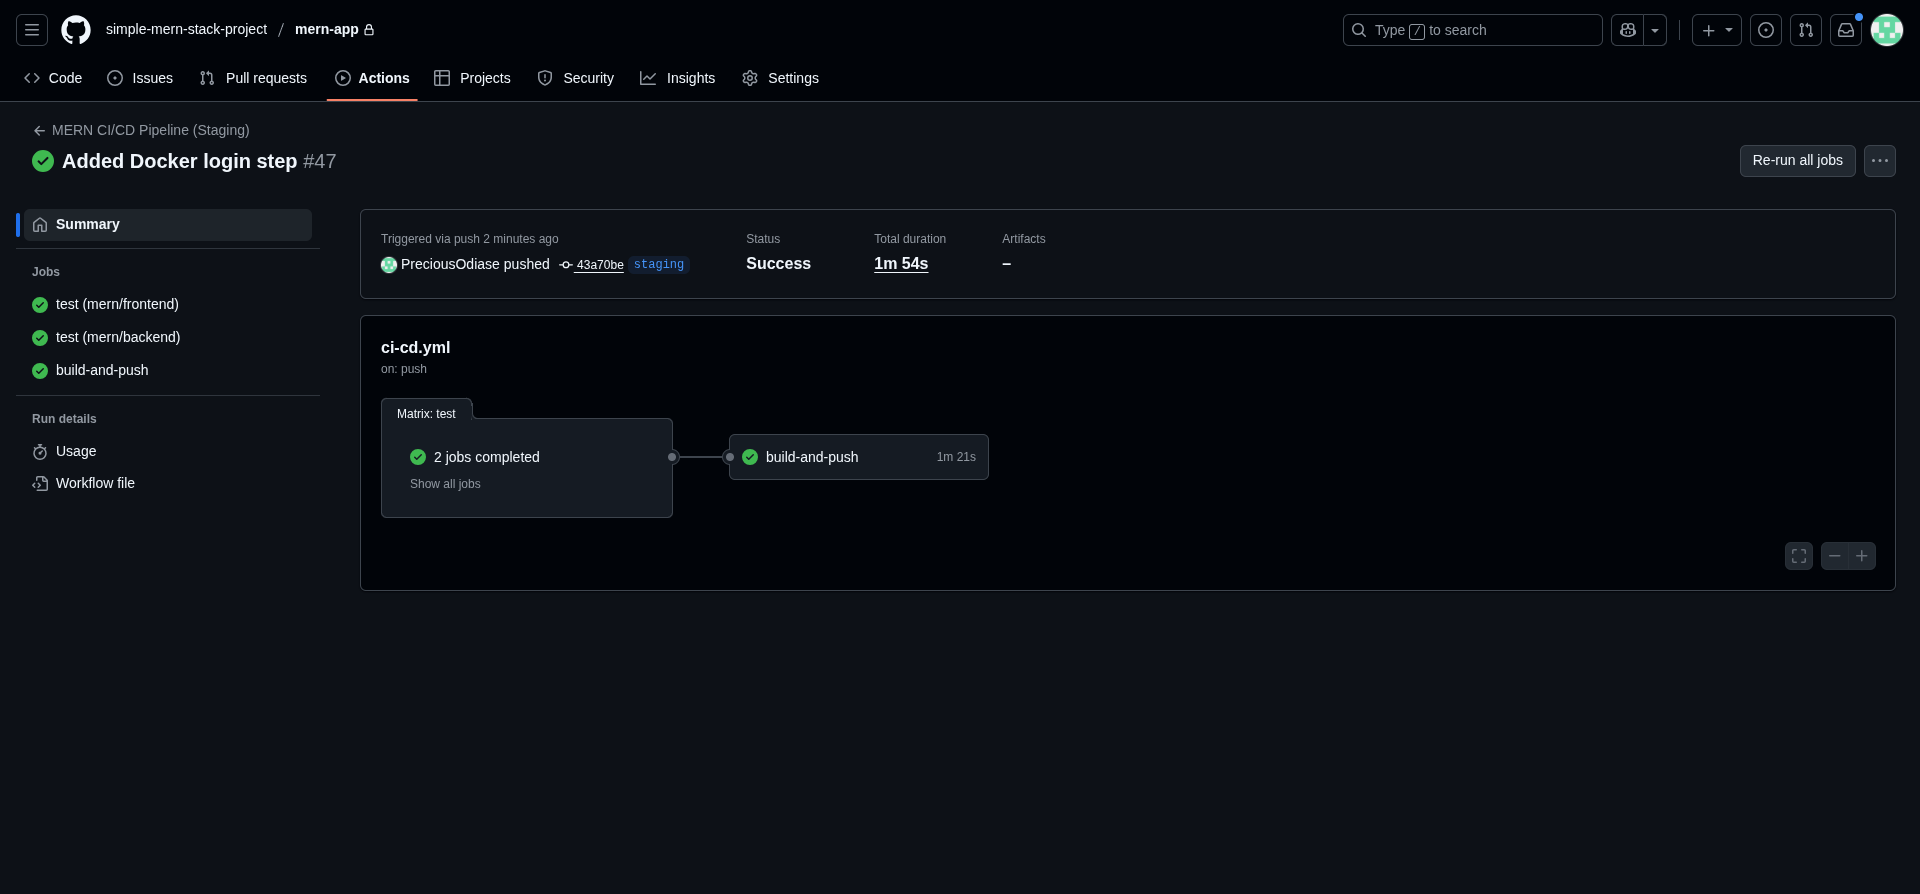 simple-mern-stack-project / mern-app
Type / to search
Code Issues Pull requests Actions Projects Security Insights Settings
MERN CI/CD Pipeline (Staging)
Added Docker login step #47
Re-run all jobs
Summary
Jobs
test (mern/frontend)
test (mern/backend)
build-and-push
Run details
Usage
Workflow file
Triggered via push 2 minutes ago
PreciousOdiase pushed 43a70be staging
Status
Success
Total duration
1m 54s
Artifacts
–
ci-cd.yml
on: push
Matrix: test
2 jobs completed
Show all jobs
build-and-push 1m 21s